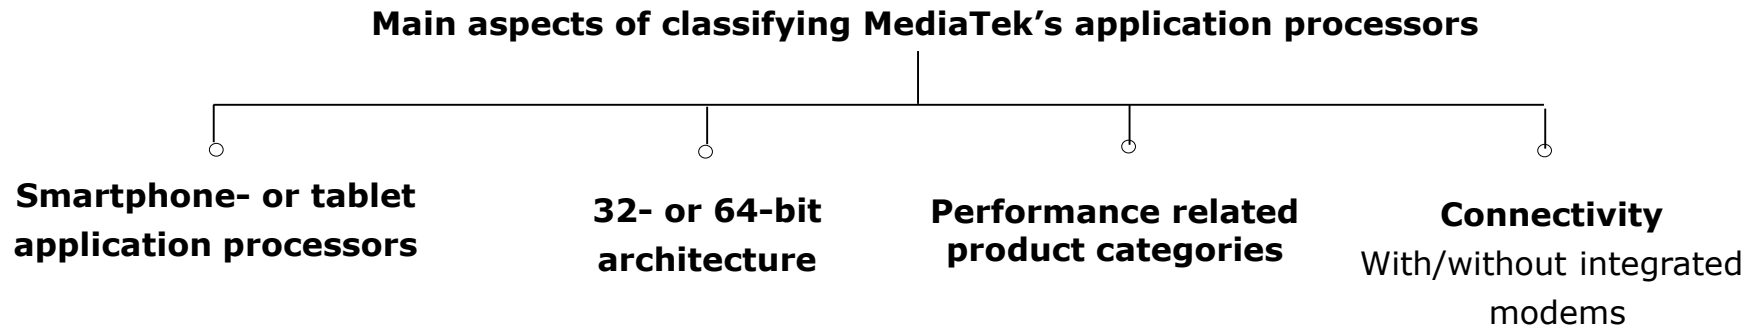 Main aspects of classifying MediaTek’s application processors
Smartphone- or tablet
application processors
32- or 64-bit
architecture
Performance related
product categories
Connectivity
With/without integrated
modems